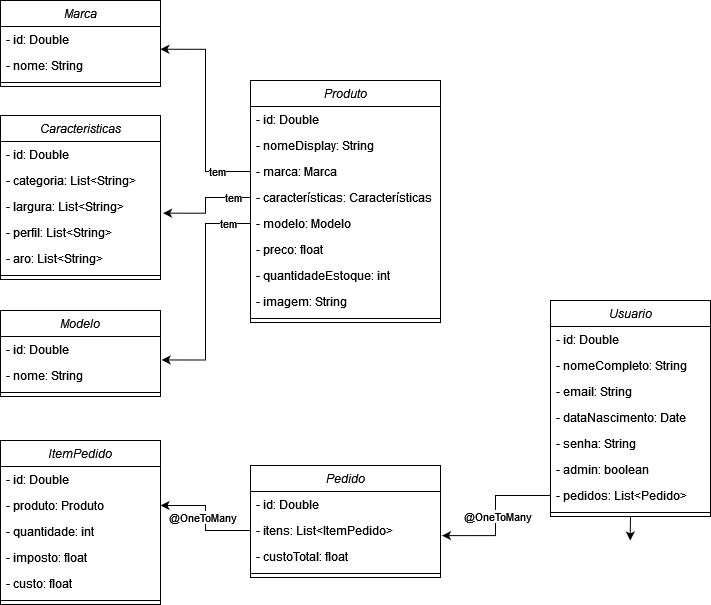 Marca
- id: Double
- nome: String
Caracteristicas
- id: Double
- categoria: List<String>
- largura: List<String>
- perfil: List<String>
- aro: List<String>
Modelo
- id: Double
- nome: String
tem
tem
tem
Produto
- id: Double
- nomeDisplay: String
- marca: Marca
- características: Características
- modelo: Modelo
- preco: float
- quantidadeEstoque: int
- imagem: String
ItemPedido
- id: Double
- produto: Produto
- quantidade: int
- imposto: float
- custo: float
@OneToMany
Pedido
- id: Double
- itens: List<ItemPedido>
- custoTotal: float
@OneToMany
Usuario
- id: Double
- nomeCompleto: String
- email: String
- dataNascimento: Date
- senha: String
- admin: boolean
- pedidos: List<Pedido>